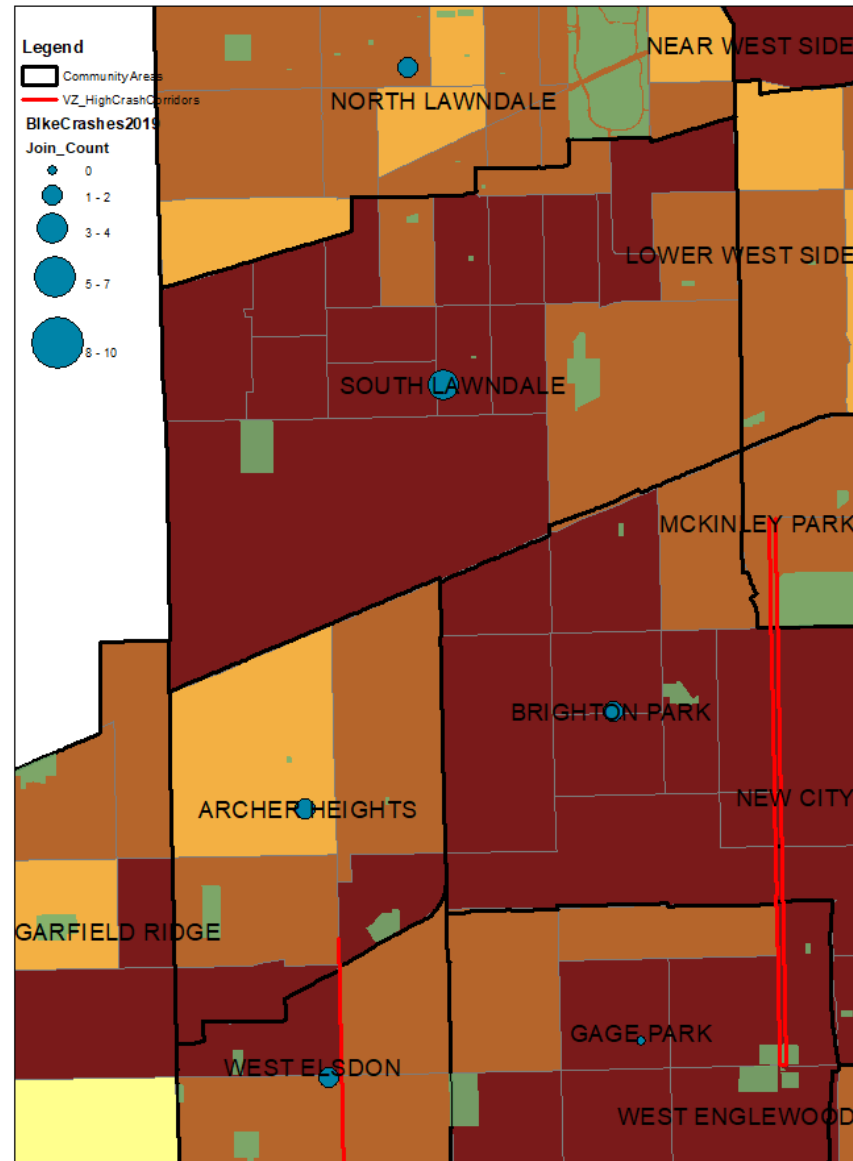 Legend
CommunityAreas
VZ_HighCrashCorridors
BIkeCrashes2019
Join_Count
0
1 - 2
3 - 4
5 - 7
8 - 10
NEAR WEST SIDE
NORTH LAWNDALE
LOWER WEST SIDE
SOUTH LAWNDALE
MCKINLEY PARK
BRIGHTON PARK
NEW CITY
ARCHER HEIGHTS
GARFIELD RIDGE
GAGE PARK
WEST ELSDON
WEST ENGLEWOOD